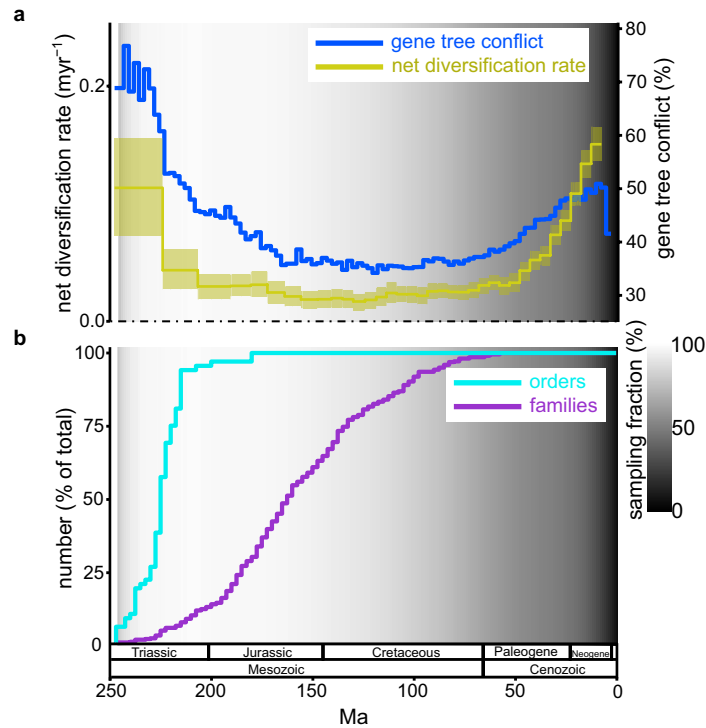 a
net diversification rate (myr⁻¹)
0.2
0.0
gene tree conflict
net diversification rate
80
70
60
50
40
30
gene tree conflict (%)
b
number (% of total)
100
75
50
25
0
orders
families
100
50
0
sampling fraction (%)
Triassic Jurassic Cretaceous Paleogene Neogene
Mesozoic Cenozoic
250 200 150 100 50 0
Ma